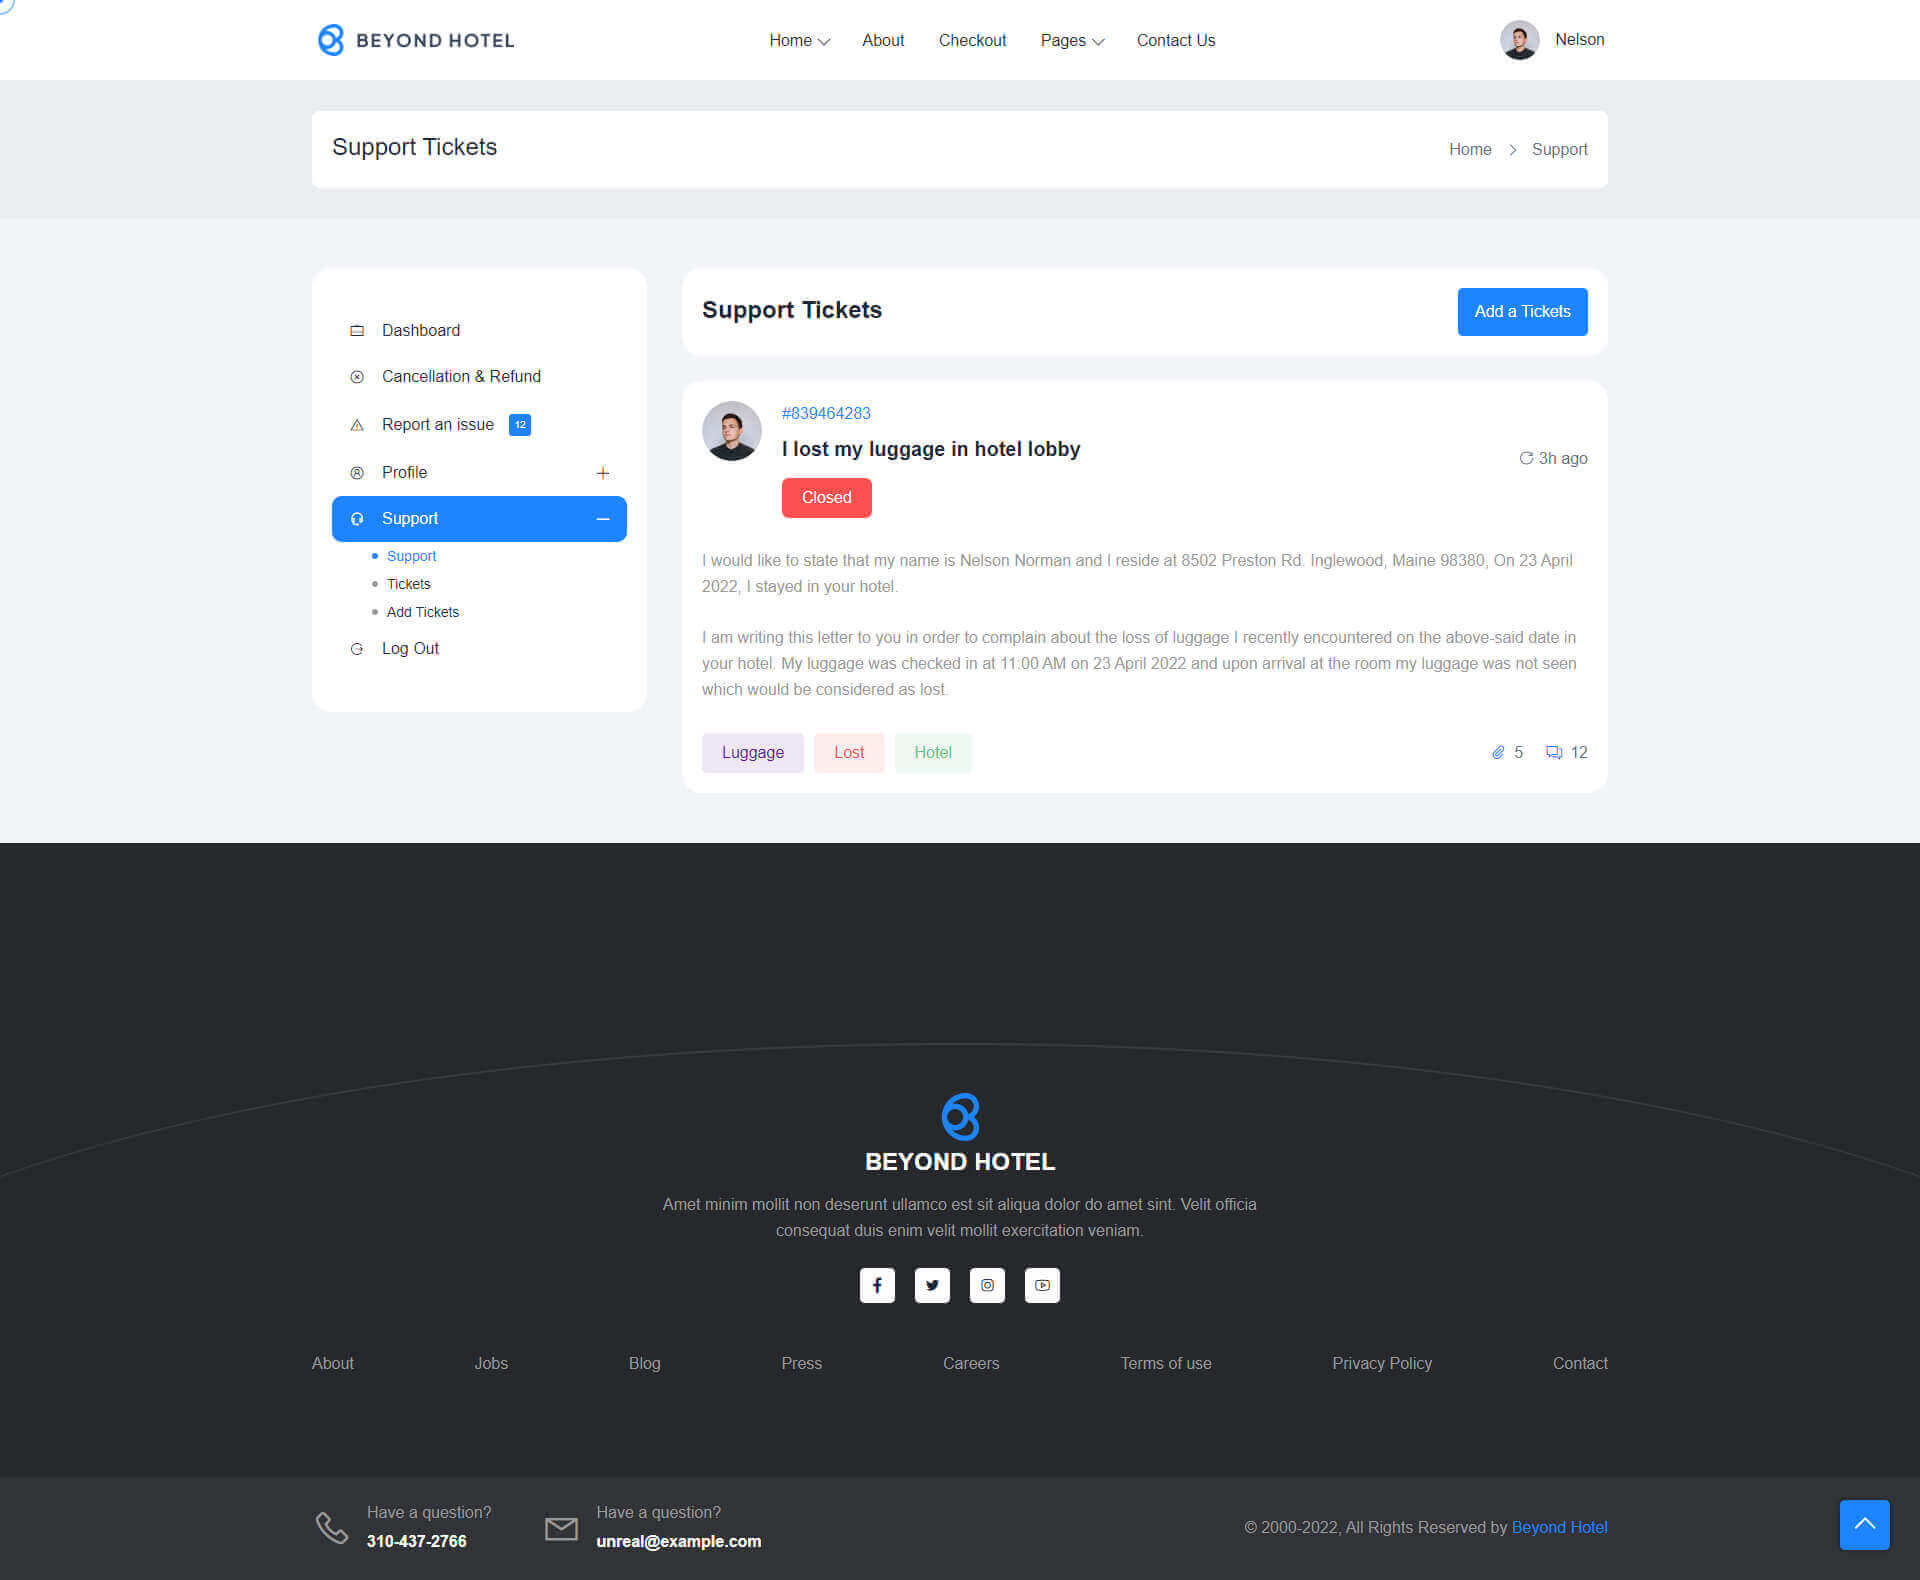 BEYOND HOTEL
Home
About
Checkout
Pages
Contact Us
Nelson
Support Tickets
Home
Support
Dashboard
Cancellation & Refund
Report an issue 12
Profile
Support
Support
Tickets
Add Tickets
Log Out
Support Tickets
Add a Tickets
#839464283
I lost my luggage in hotel lobby
3h ago
Closed
I would like to state that my name is Nelson Norman and I reside at 8502 Preston Rd. Inglewood, Maine 98380, On 23 April
2022, I stayed in your hotel.
I am writing this letter to you in order to complain about the loss of luggage I recently encountered on the above-said date in
your hotel. My luggage was checked in at 11:00 AM on 23 April 2022 and upon arrival at the room my luggage was not seen
which would be considered as lost.
Luggage
Lost
Hotel
5
12
BEYOND HOTEL
Amet minim mollit non deserunt ullamco est sit aliqua dolor do amet sint. Velit officia
consequat duis enim velit mollit exercitation veniam.
About
Jobs
Blog
Press
Careers
Terms of use
Privacy Policy
Contact
Have a question?
310-437-2766
Have a question?
unreal@example.com
© 2000-2022, All Rights Reserved by Beyond Hotel